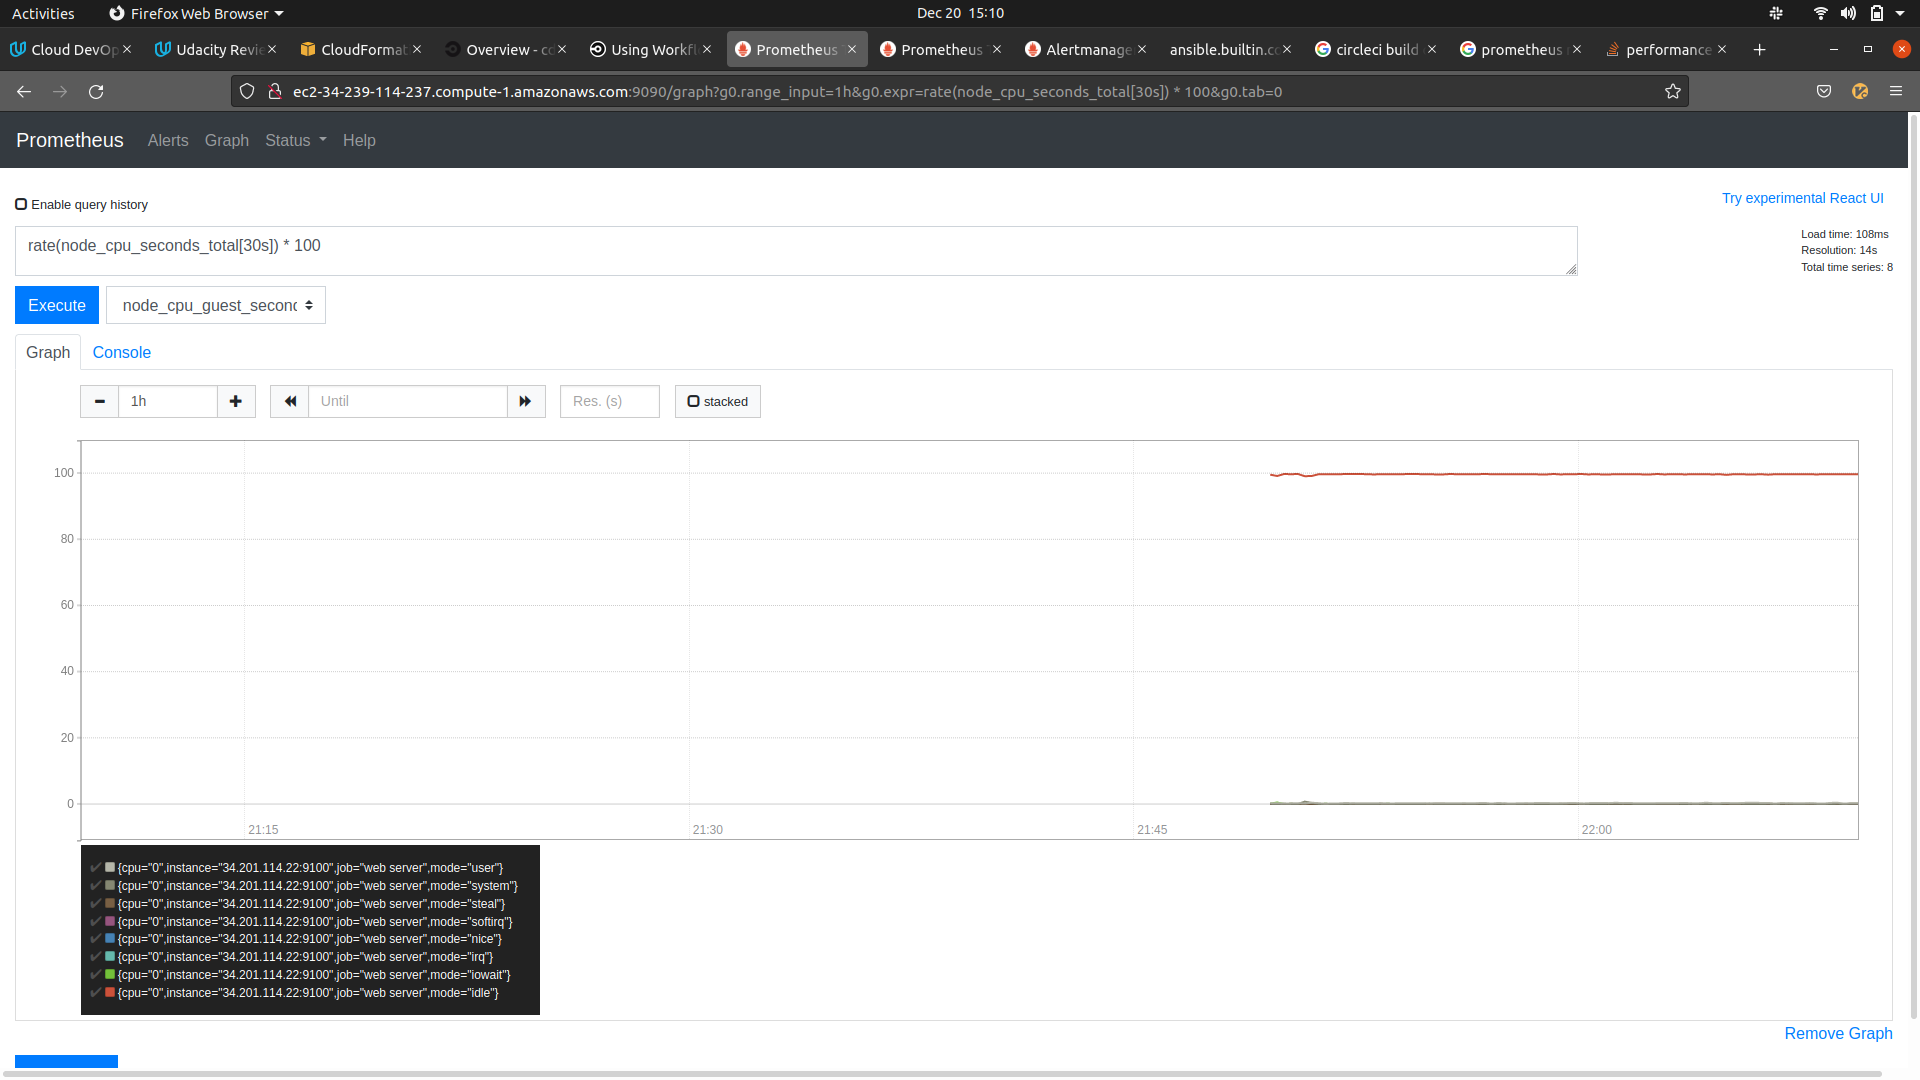 Activities Firefox Web Browser Dec 20 15:10
Cloud DevOp Udacity Revie CloudFormat Overview - cd Using Workfl Prometheus Prometheus Alertmanage ansible.builtin.co circleci build prometheus performance
ec2-34-239-114-237.compute-1.amazonaws.com:9090/graph?g0.range_input=1h&g0.expr=rate(node_cpu_seconds_total[30s]) * 100&g0.tab=0
Prometheus Alerts Graph Status Help
Enable query history
Try experimental React UI
rate(node_cpu_seconds_total[30s]) * 100
Load time: 108ms
Resolution: 14s
Total time series: 8
Execute node_cpu_guest_second
Graph Console
1h Until Res. (s) stacked
100
80
60
40
20
0
21:15 21:30 21:45 22:00
{cpu="0",instance="34.201.114.22:9100",job="web server",mode="user"}
{cpu="0",instance="34.201.114.22:9100",job="web server",mode="system"}
{cpu="0",instance="34.201.114.22:9100",job="web server",mode="steal"}
{cpu="0",instance="34.201.114.22:9100",job="web server",mode="softirq"}
{cpu="0",instance="34.201.114.22:9100",job="web server",mode="nice"}
{cpu="0",instance="34.201.114.22:9100",job="web server",mode="irq"}
{cpu="0",instance="34.201.114.22:9100",job="web server",mode="iowait"}
{cpu="0",instance="34.201.114.22:9100",job="web server",mode="idle"}
Remove Graph